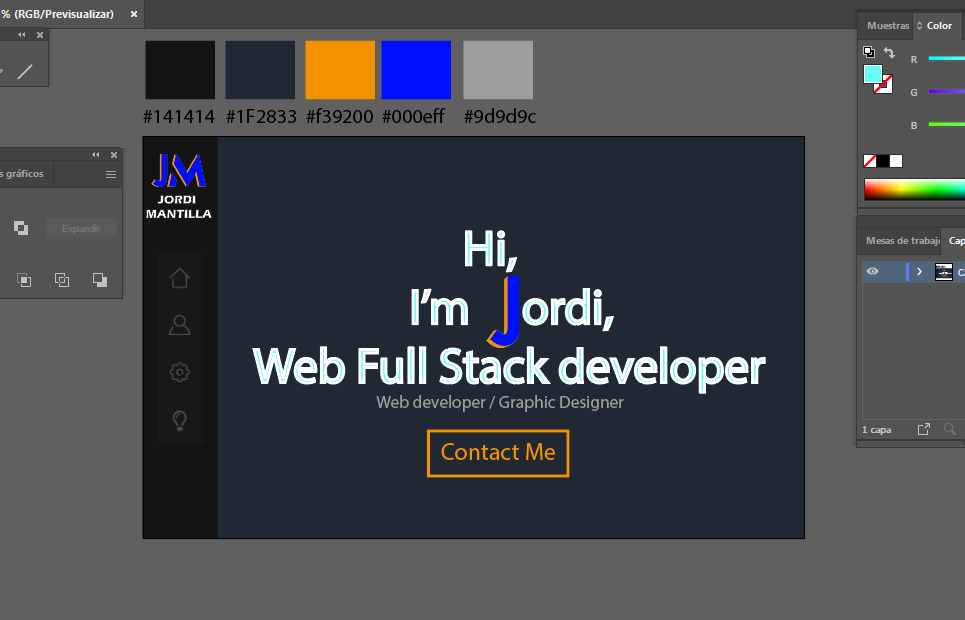 % (RGB/Previsualizar) ×
Muestras Color
R
G
B
#141414 #1F2833 #f39200 #000eff #9d9d9c
s gráficos
Expandir
JM
JORDI
MANTILLA
Hi,
I'm Jordi,
Web Full Stack developer
Web developer / Graphic Designer
Contact Me
Mesas de trabaj Cap
C
1 capa